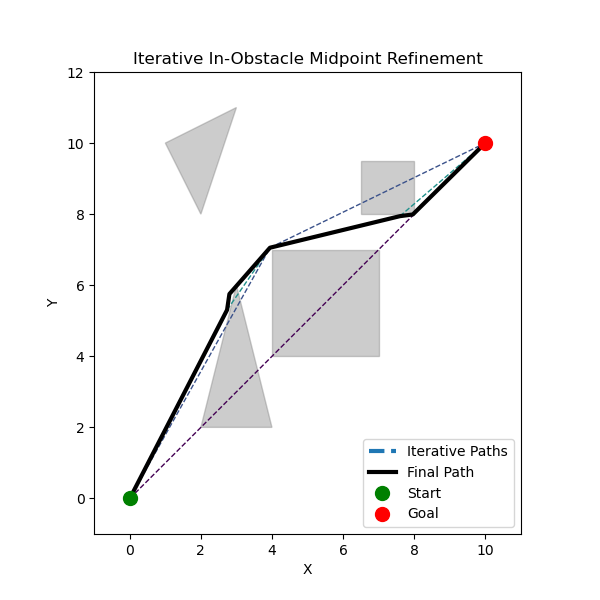 Iterative In-Obstacle Midpoint Refinement
12
10
8
6
4
2
0
Y
0 2 4 6 8 10
X
Iterative Paths
Final Path
Start
Goal